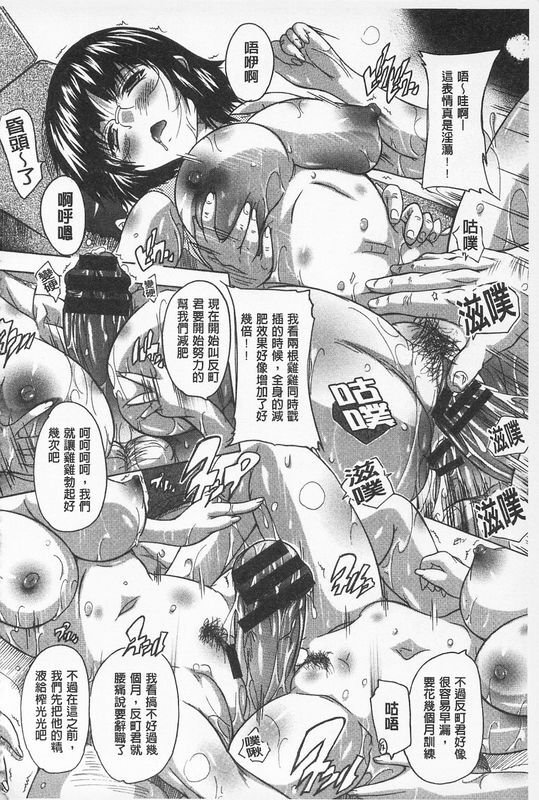 唔～哇啊ー
這表情真是淫蕩！！
唔咿啊
昏頭～了
啊呼嗯
咕噗
滋噗
滋噗
滋噗
變硬
變硬
我看兩根雞雞同時戳
插的時候，全身的減
肥效果好像增加了好
幾倍！！
現在開始叫反町
君要開始努力的
幫我們減肥
咕噗
滋噗
呵呵呵呵，我們
就讓雞雞勃起好
幾次吧
不過反町君好像
很容易早漏，
要花幾個月訓練
咕唔
我看搞不好過幾
個月，反町君就
腰痛說要辭職了
噗啾
不過在這之前，
我們先把他的精
液給榨光光吧